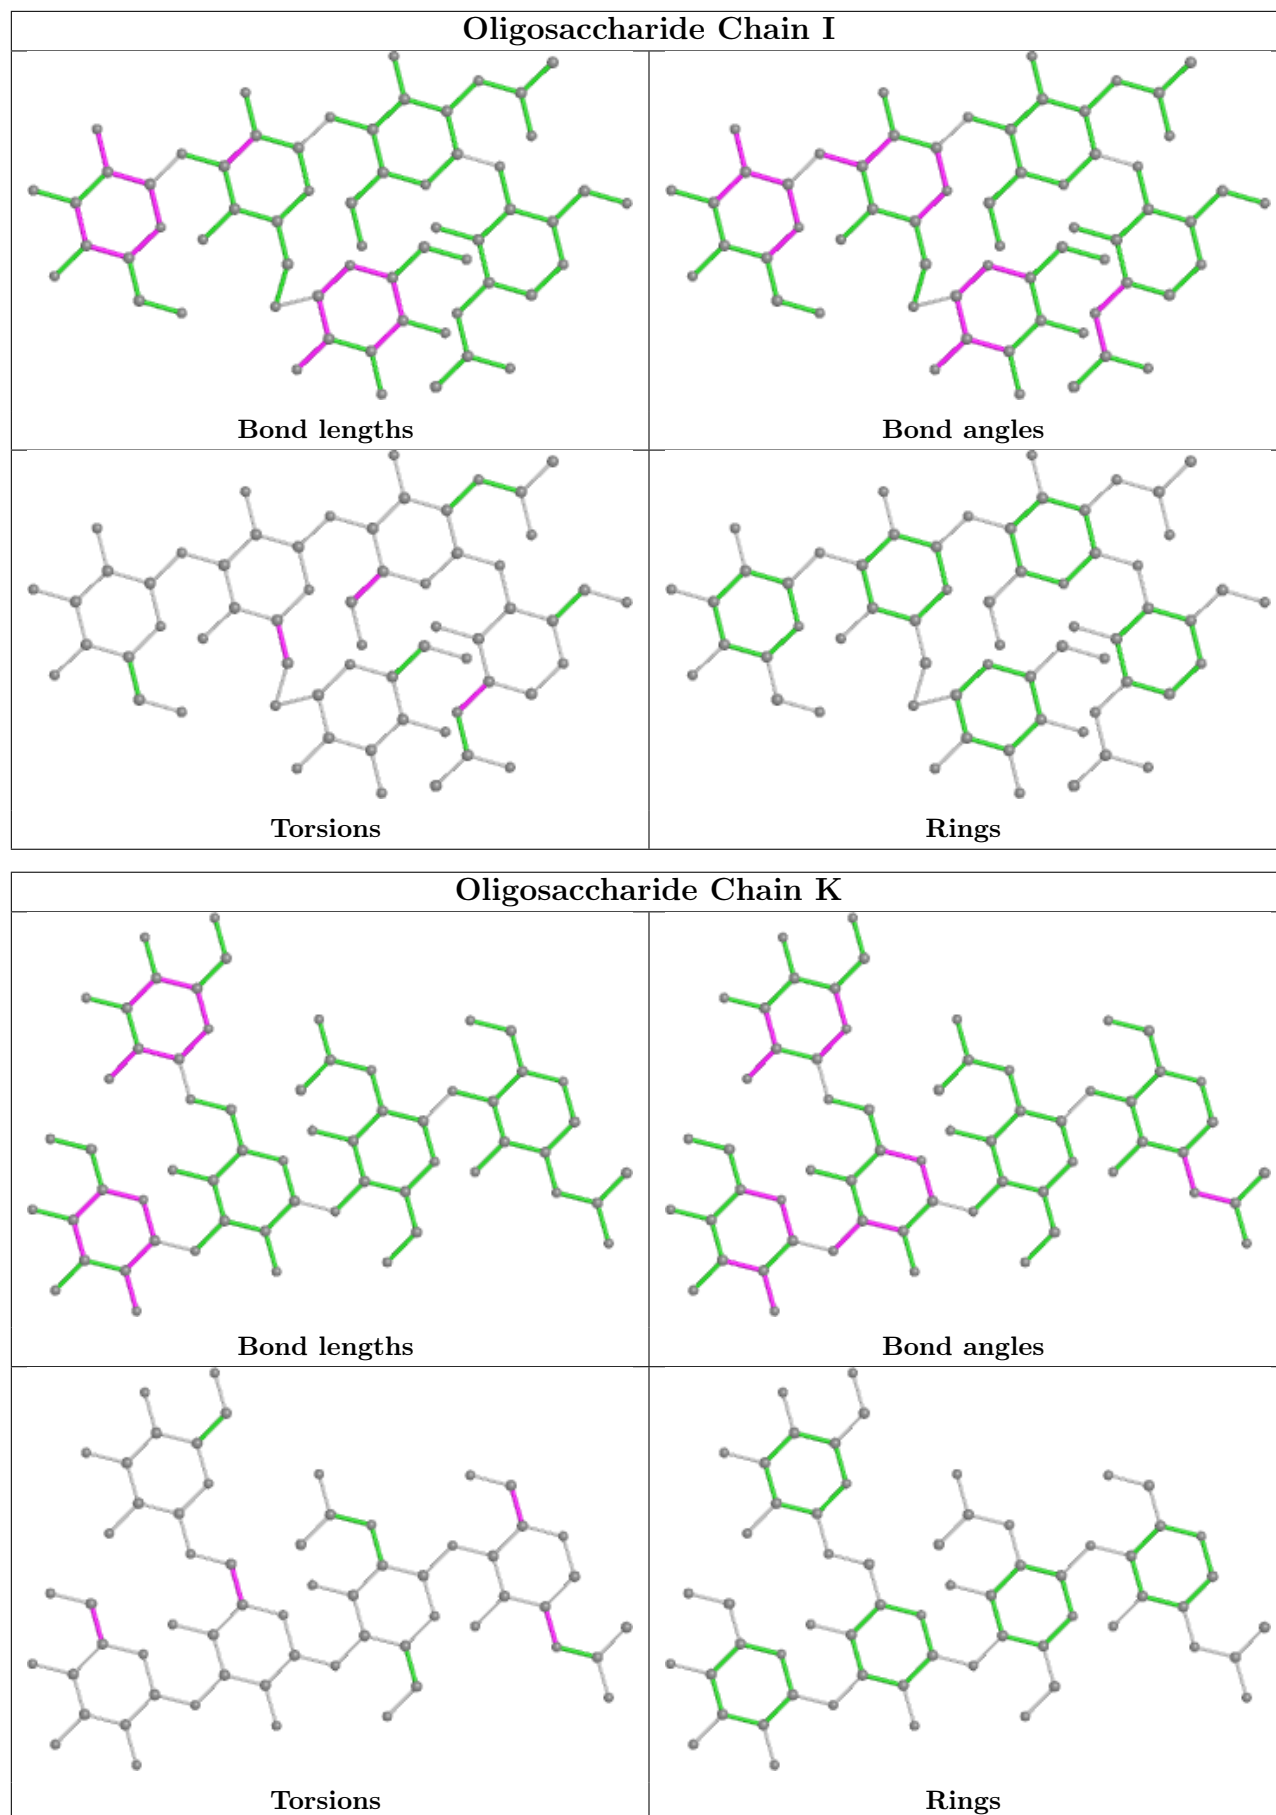 Oligosaccharide Chain I
Bond lengths
Bond angles
Torsions
Rings
Oligosaccharide Chain K
Bond lengths
Bond angles
Torsions
Rings